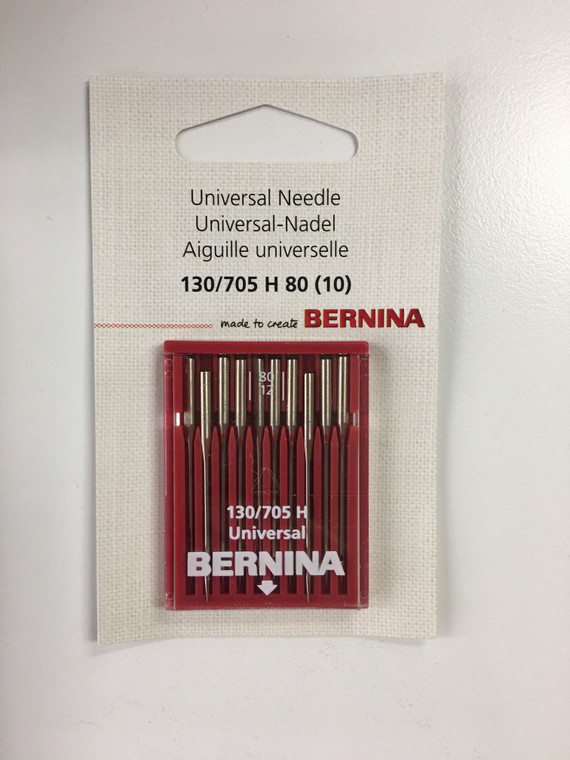 Universal Needle
Universal-Nadel
Aiguille universelle
130/705 H 80 (10)
made to create BERNINA
80
12
130/705 H
Universal
BERNINA